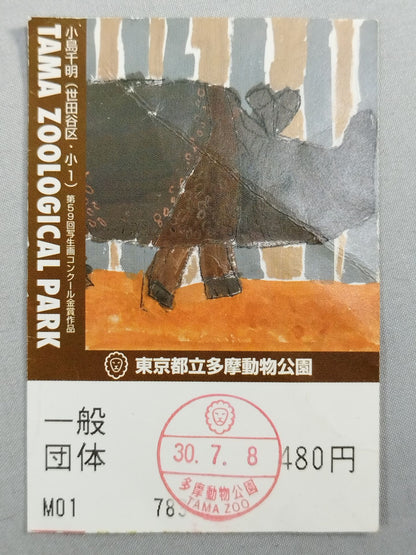 小島千明（世田谷区・小1）
第59回写生画コンクール金賞作品
TAMA ZOOLOGICAL PARK
東京都立多摩動物公園
一般
団体
480円
30.7.8
多摩動物公園
TAMA ZOO
M01